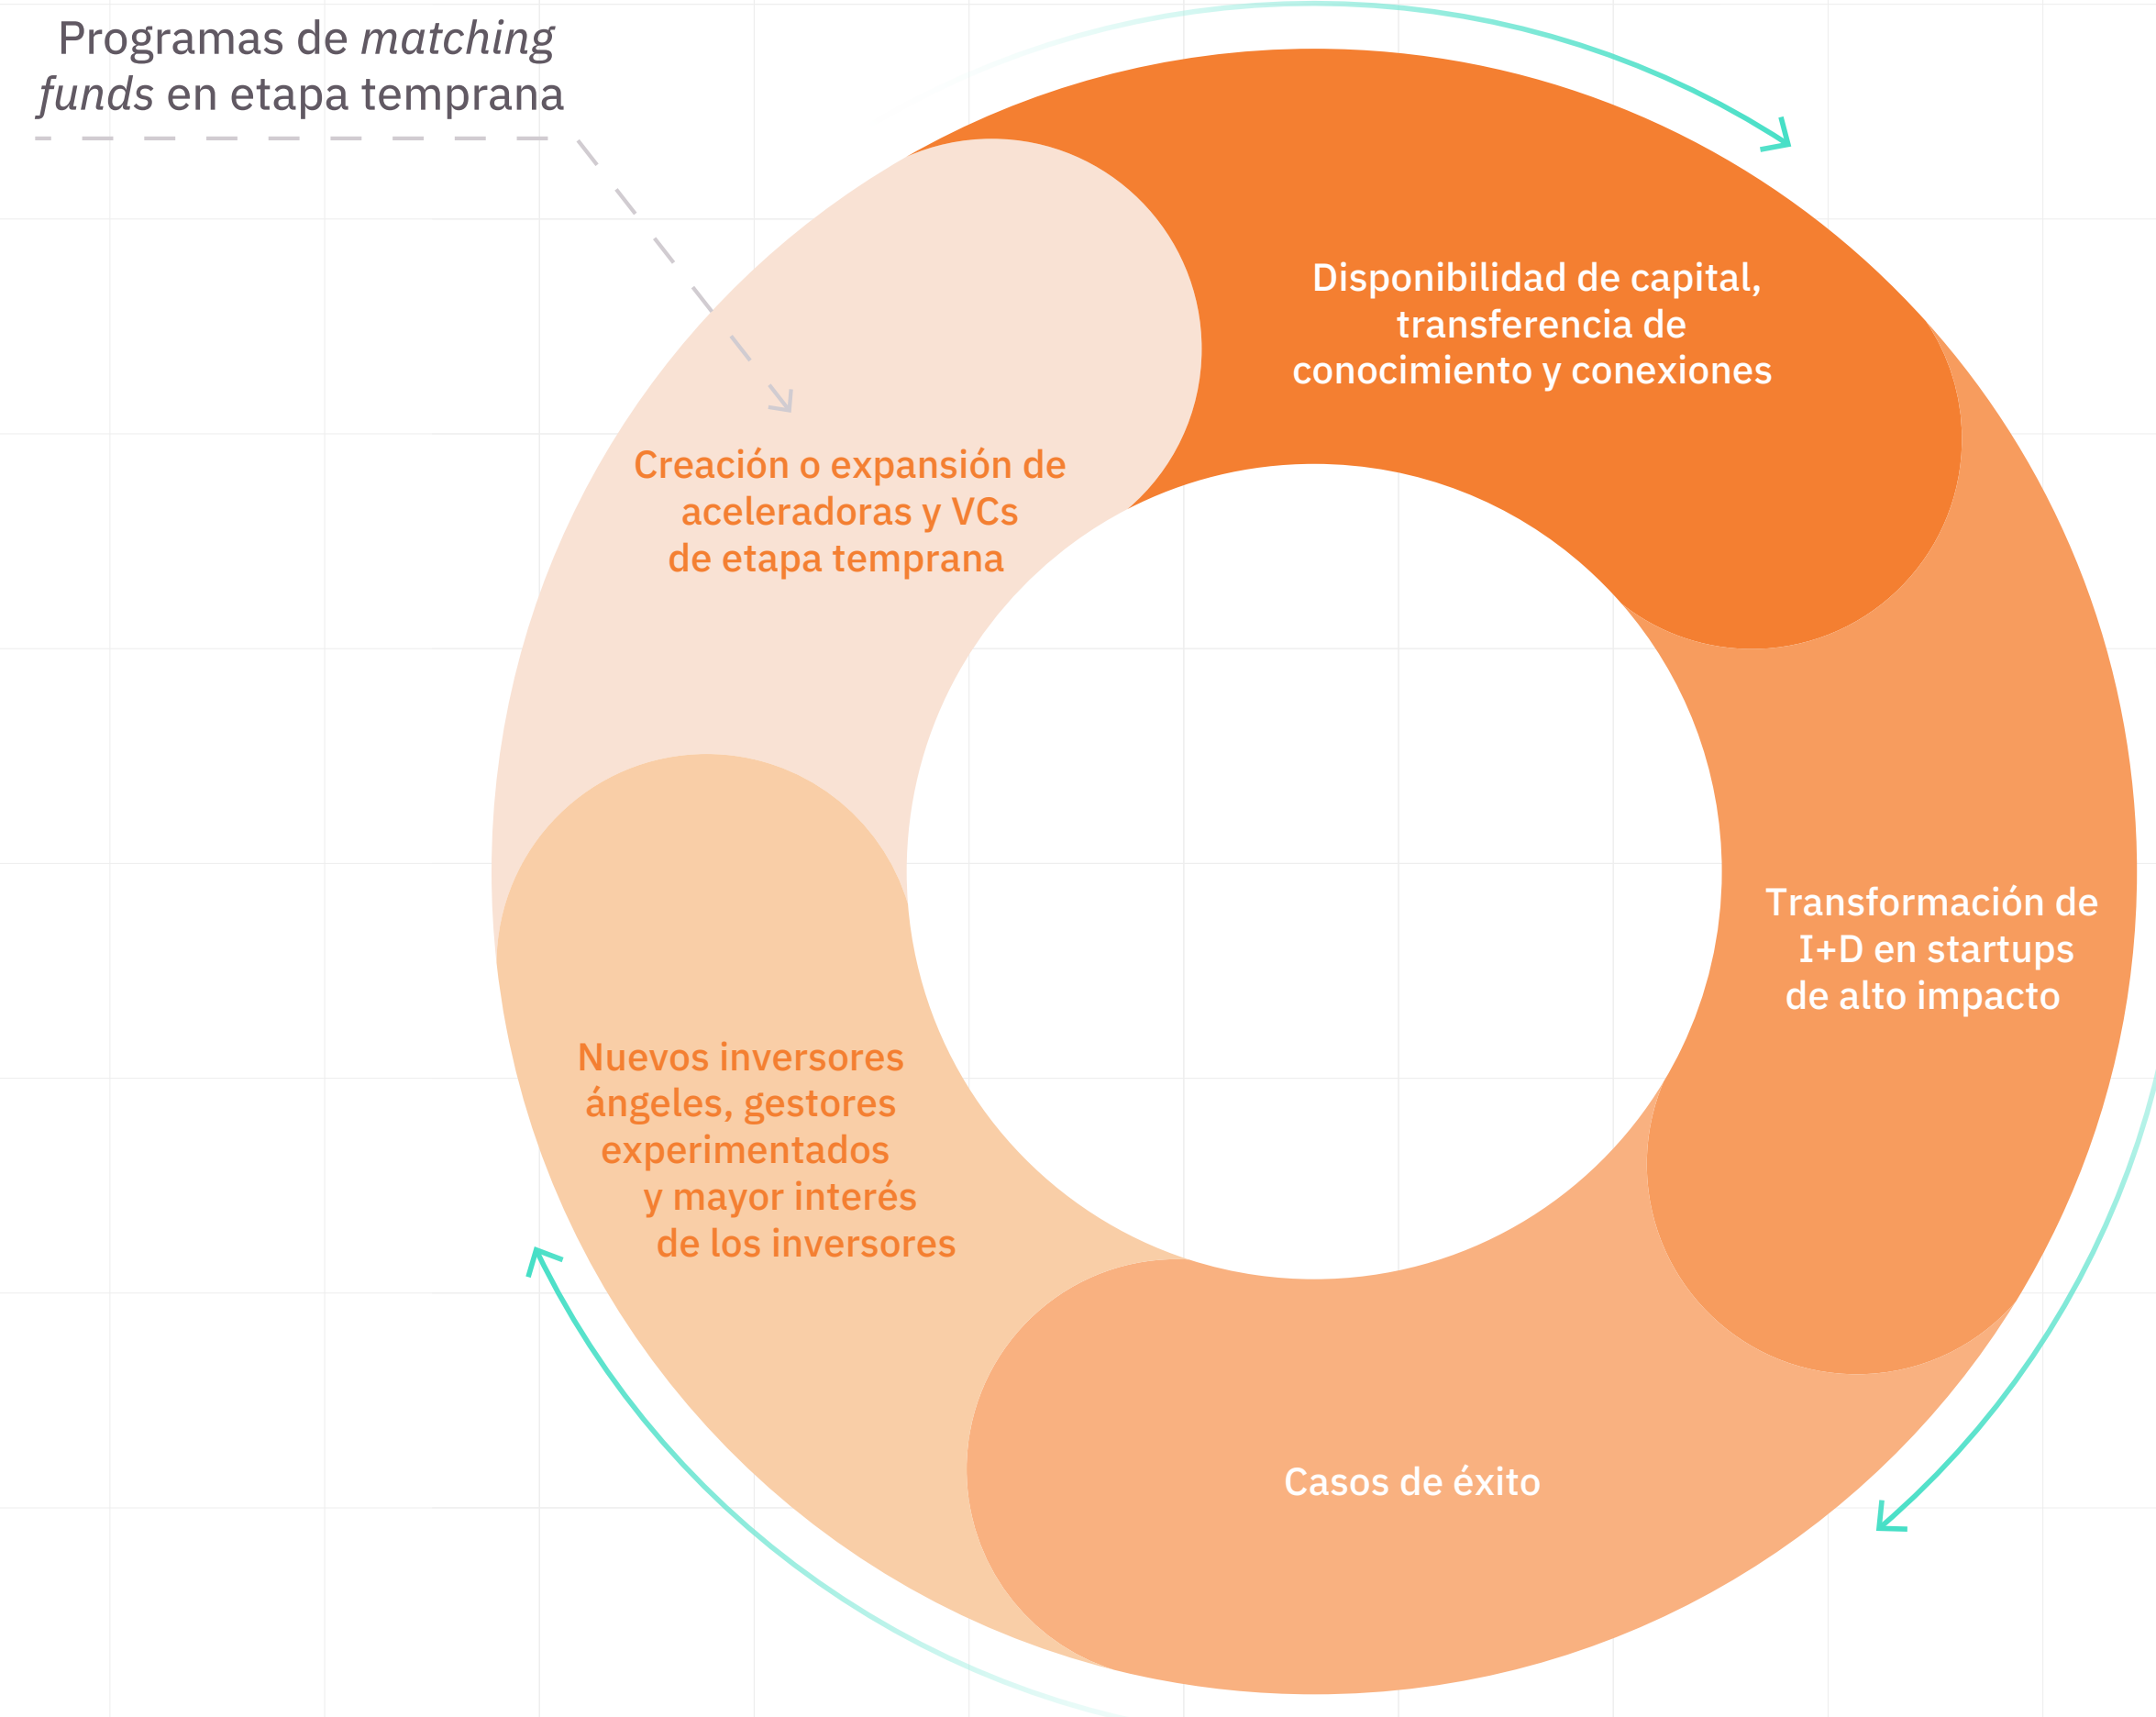 Programas de matching
funds en etapa temprana
Disponibilidad de capital,
transferencia de
conocimiento y conexiones
Creación o expansión de
aceleradoras y VCs
de etapa temprana
Transformación de
I+D en startups
de alto impacto
Nuevos inversores
ángeles, gestores
experimentados
y mayor interés
de los inversores
Casos de éxito